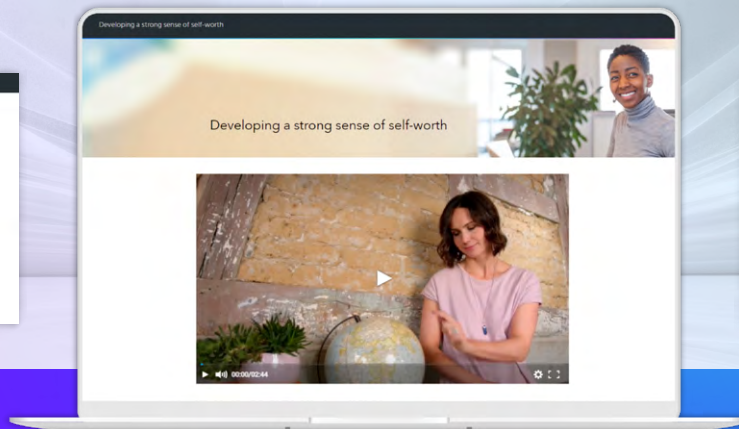 Developing a strong sense of self-worth
Developing a strong sense of self-worth
00:00/02:44